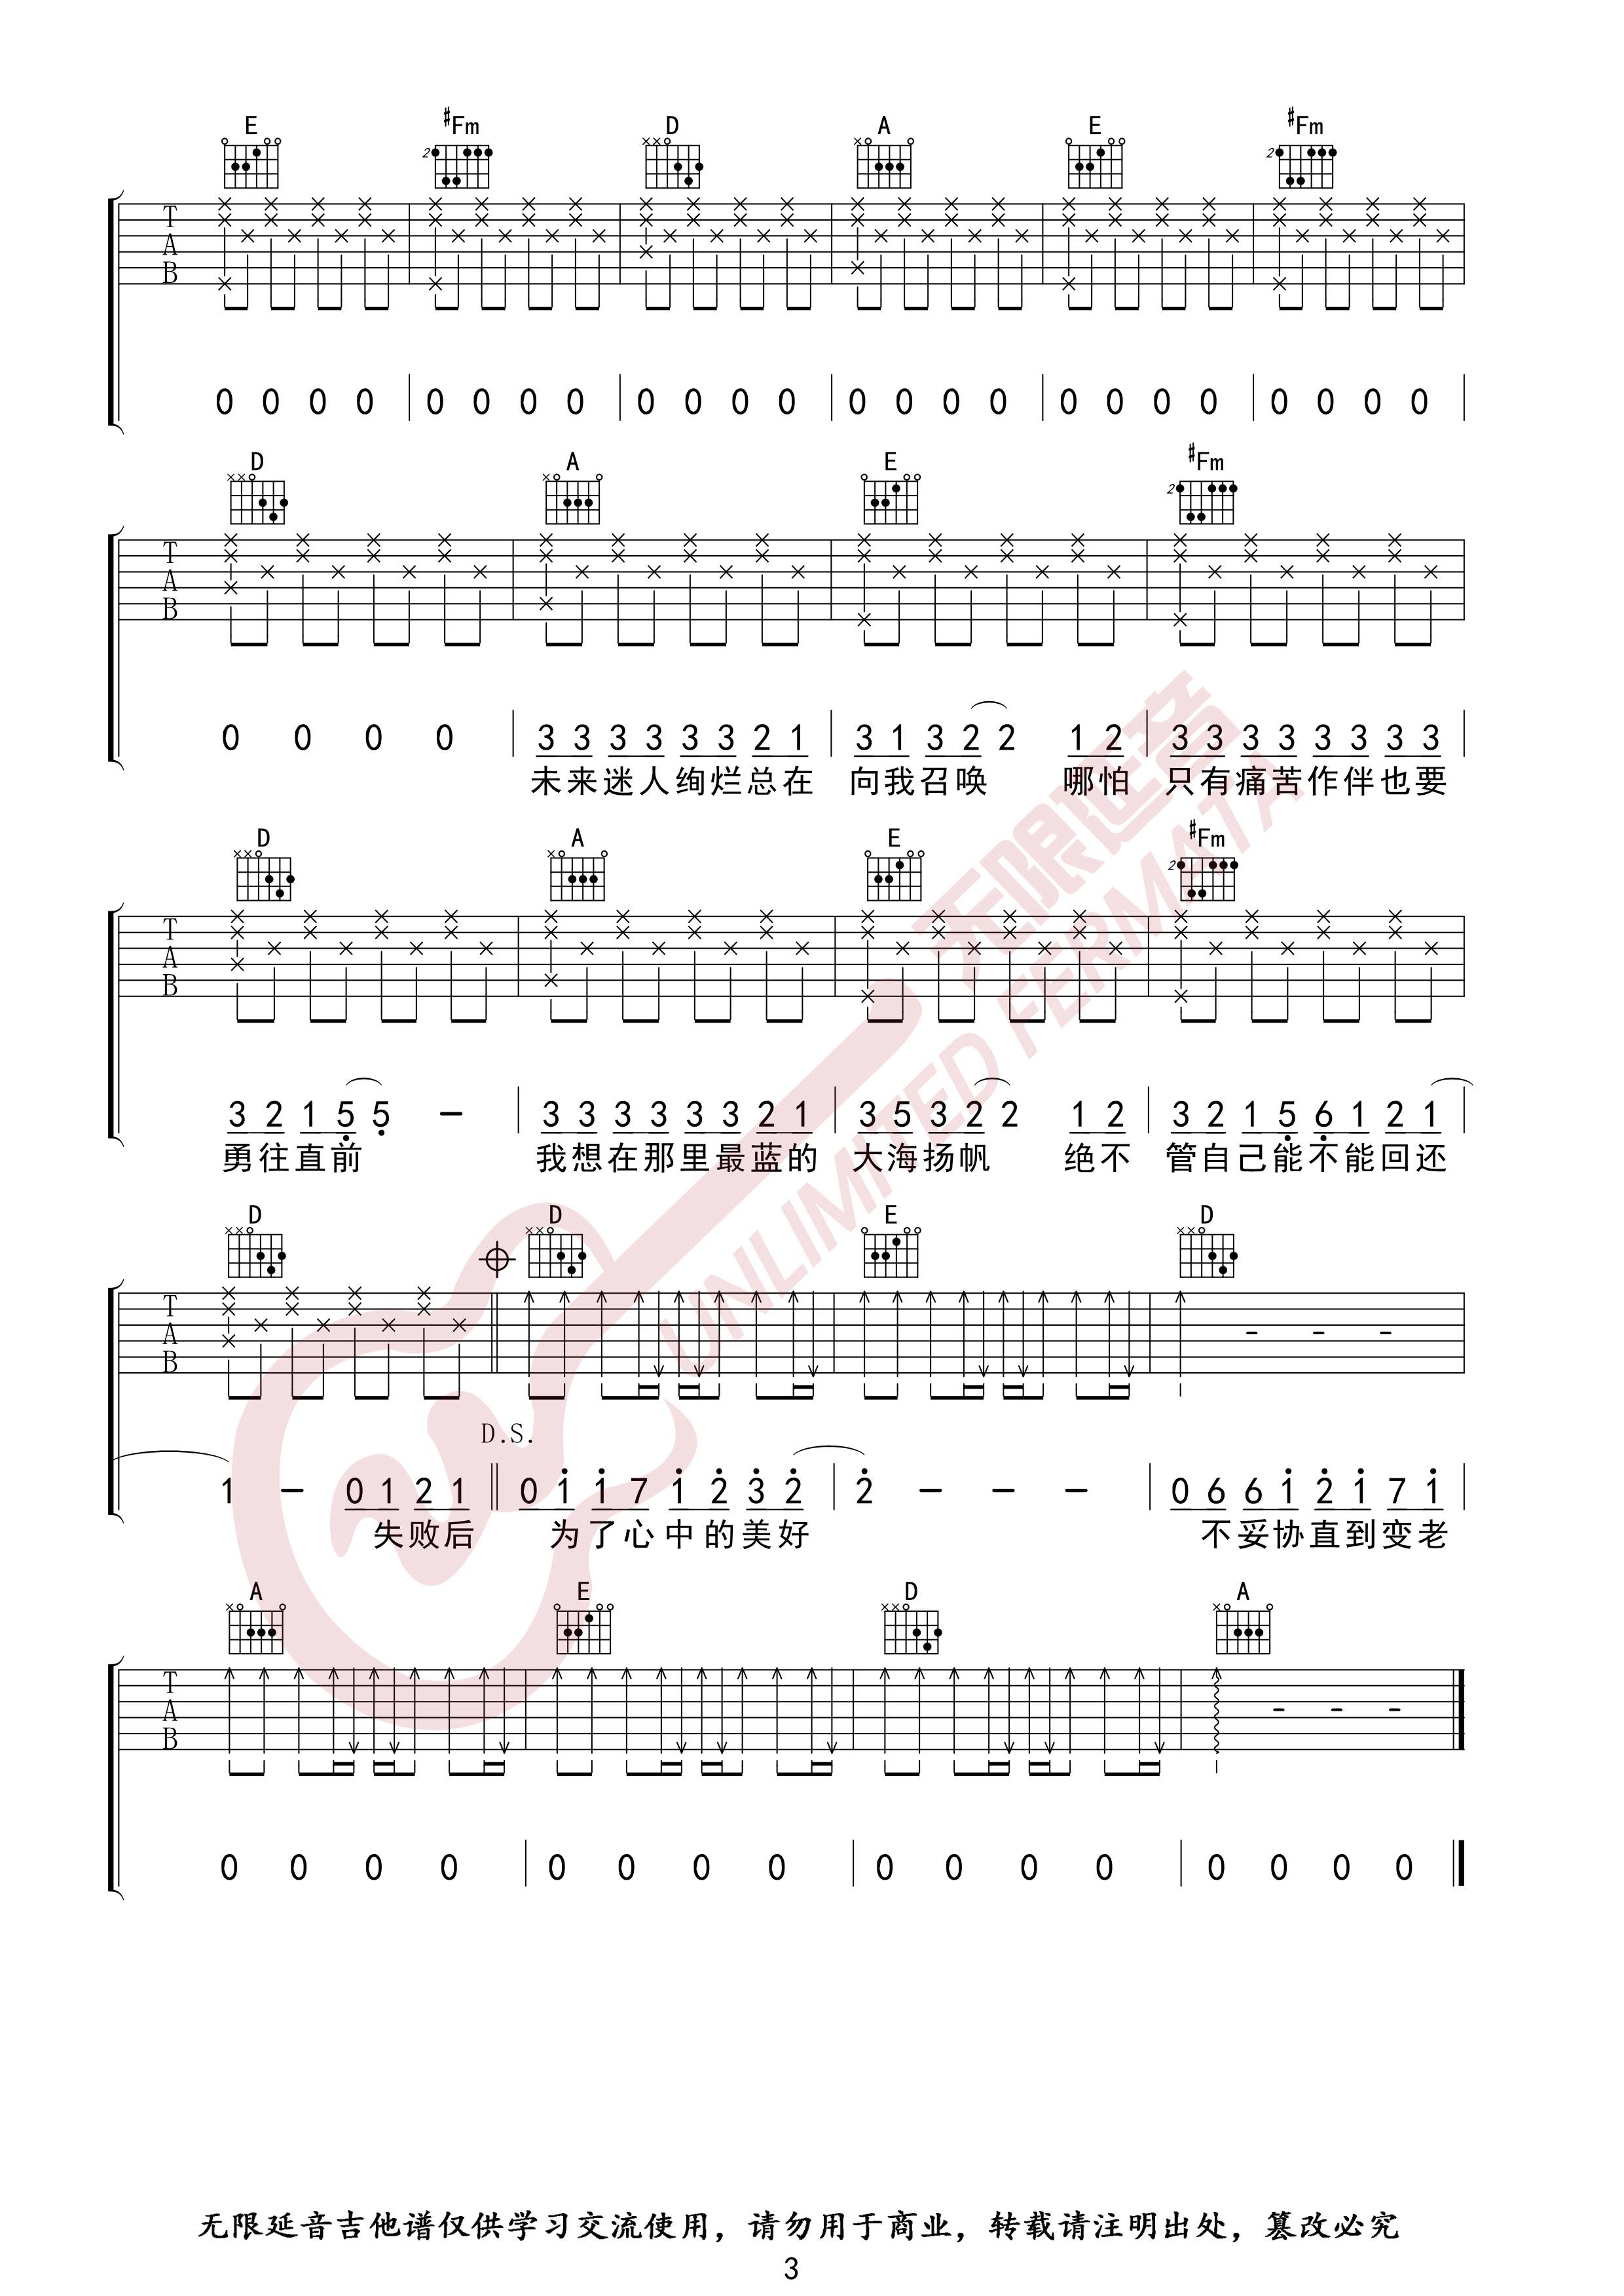 E #Fm D A E #Fm
2 2
T
A
B
0 0 0 0 0 0 0 0 0 0 0 0 0 0 0 0 0 0 0 0 0 0 0 0
D A E #Fm
2
T
A
B
0 0 0 0 3 3 3 3 3 3 2 1 3 1 3 2 2 1 2 3 3 3 3 3 3 3 3
未来迷人绚烂总在 向我召唤 哪怕 只有痛苦作伴也要
D A E #Fm
2
T
A
B
3 2 1 5 5 - 3 3 3 3 3 3 2 1 3 5 3 2 2 1 2 3 2 1 5 6 1 2 1
勇往直前 我想在那里最蓝的 大海扬帆 绝不 管自己能不能回还
D D E D
T
A
B
- - -
D.S.
1 - 0 1 2 1 0 1 1 7 1 2 3 2 2 - - - 0 6 6 1 2 1 7 1
失败后 为了心中的美好 不妥协直到变老
A E D A
T
A
B
- - -
0 0 0 0 0 0 0 0 0 0 0 0 0 0 0 0
无限延音
UNLIMITED FERMATA
无限延音吉他谱仅供学习交流使用，请勿用于商业，转载请注明出处，篡改必究
3